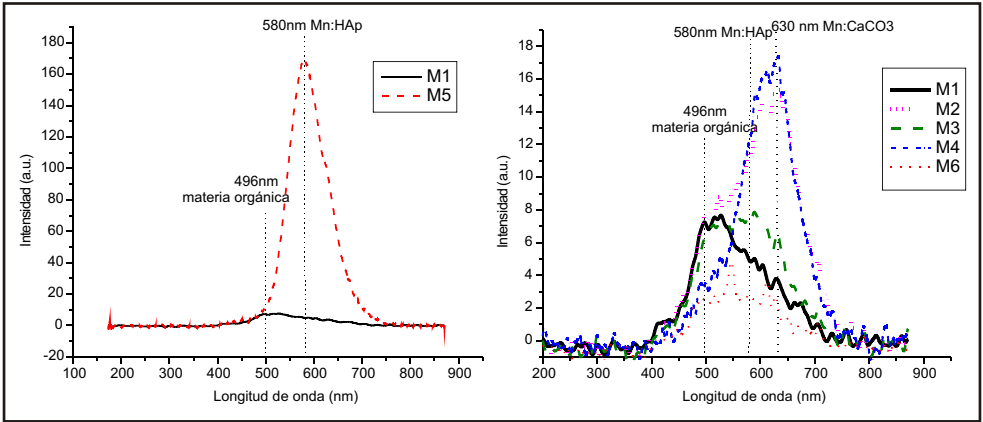 580nm Mn:HAp
180
160
140
120
100
80
60
40
20
0
-20
Intensidad (a.u.)
M1
M5
496nm
materia orgánica
100 200 300 400 500 600 700 800 900
Longitud de onda (nm)
580nm Mn:HAp
630 nm Mn:CaCO3
18
16
14
12
10
8
6
4
2
0
Intensidad (a.u.)
496nm
materia orgánica
M1
M2
M3
M4
M6
200 300 400 500 600 700 800 900
Longitud de onda (nm)